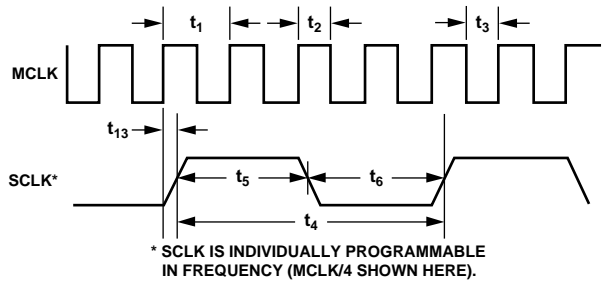 t1 t2 t3
MCLK
t13
SCLK*
t5 t6
t4
* SCLK IS INDIVIDUALLY PROGRAMMABLE
IN FREQUENCY (MCLK/4 SHOWN HERE).